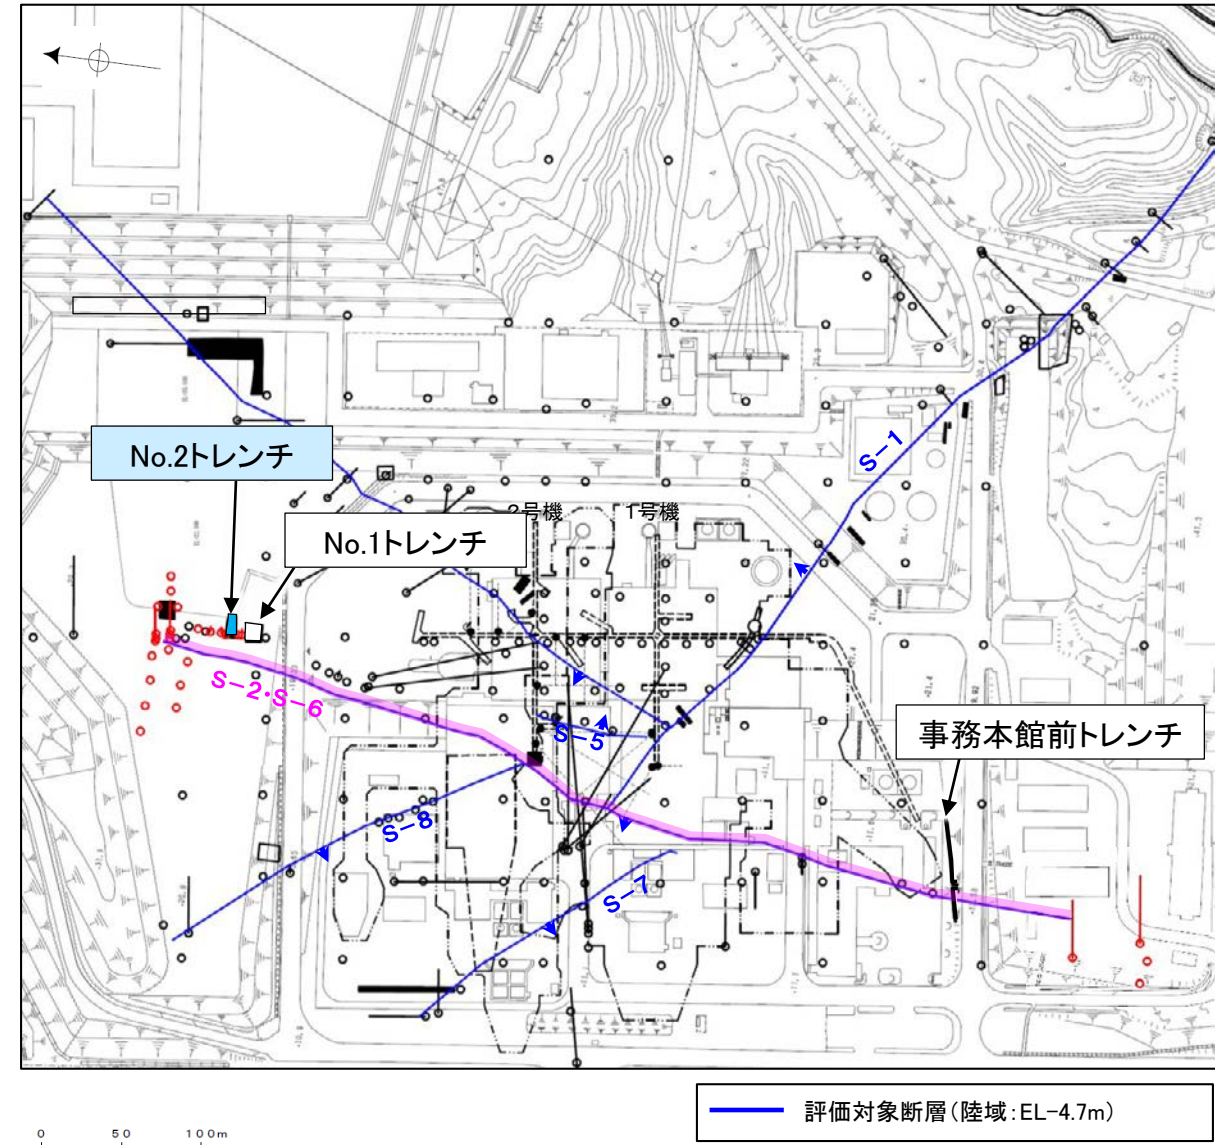 No.2トレンチ
No.1トレンチ
2号機
1号機
S-1
S-2・S-6
S-5
事務本館前トレンチ
S-8
S-7
評価対象断層(陸域:EL-4.7m)
0 50 100m